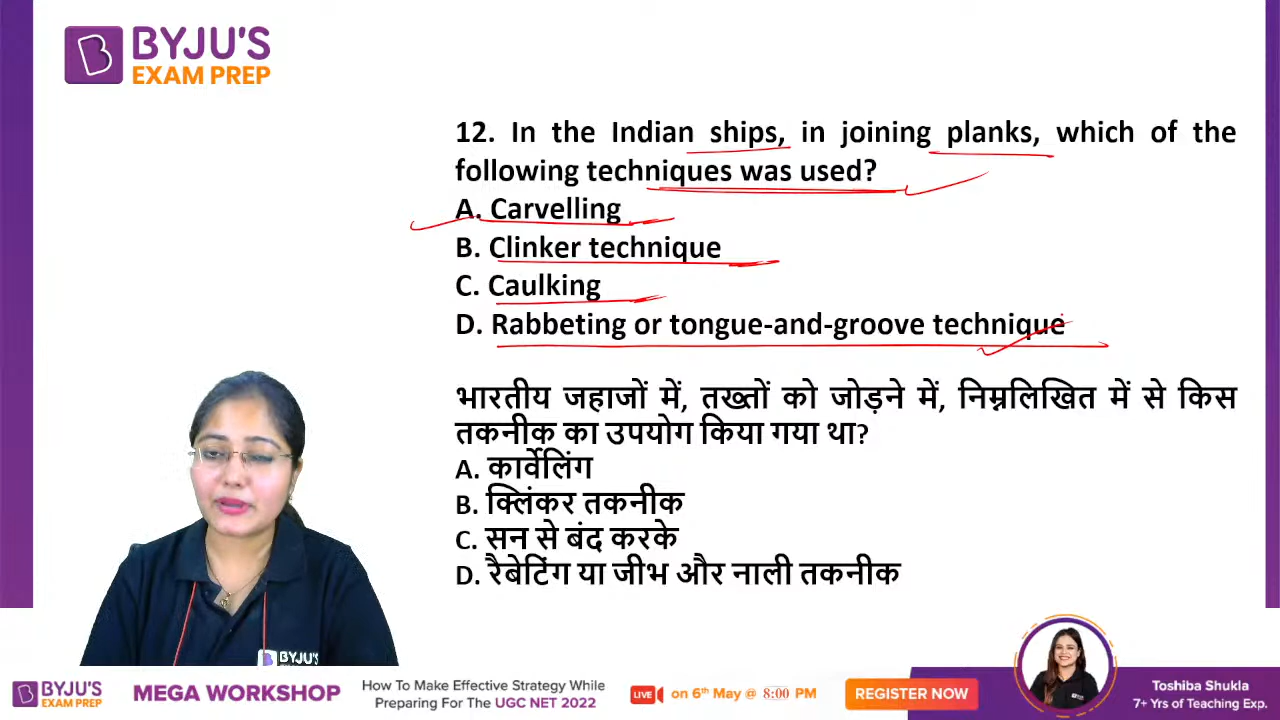 BYJU'S
EXAM PREP
12. In the Indian ships, in joining planks, which of the
following techniques was used?
A. Carvelling
B. Clinker technique
C. Caulking
D. Rabbeting or tongue-and-groove technique
भारतीय जहाजों में, तख्तों को जोड़ने में, निम्नलिखित में से किस
तकनीक का उपयोग किया गया था?
A. कार्वेलिंग
B. क्लिंकर तकनीक
C. सन से बंद करके
D. रैबेटिंग या जीभ और नाली तकनीक
BYJU'S
BYJU'S
EXAM PREP
MEGA WORKSHOP
How To Make Effective Strategy While
Preparing For The UGC NET 2022
LIVE on 6th May @ 8:00 PM
REGISTER NOW
Toshiba Shukla
7+ Yrs of Teaching Exp.